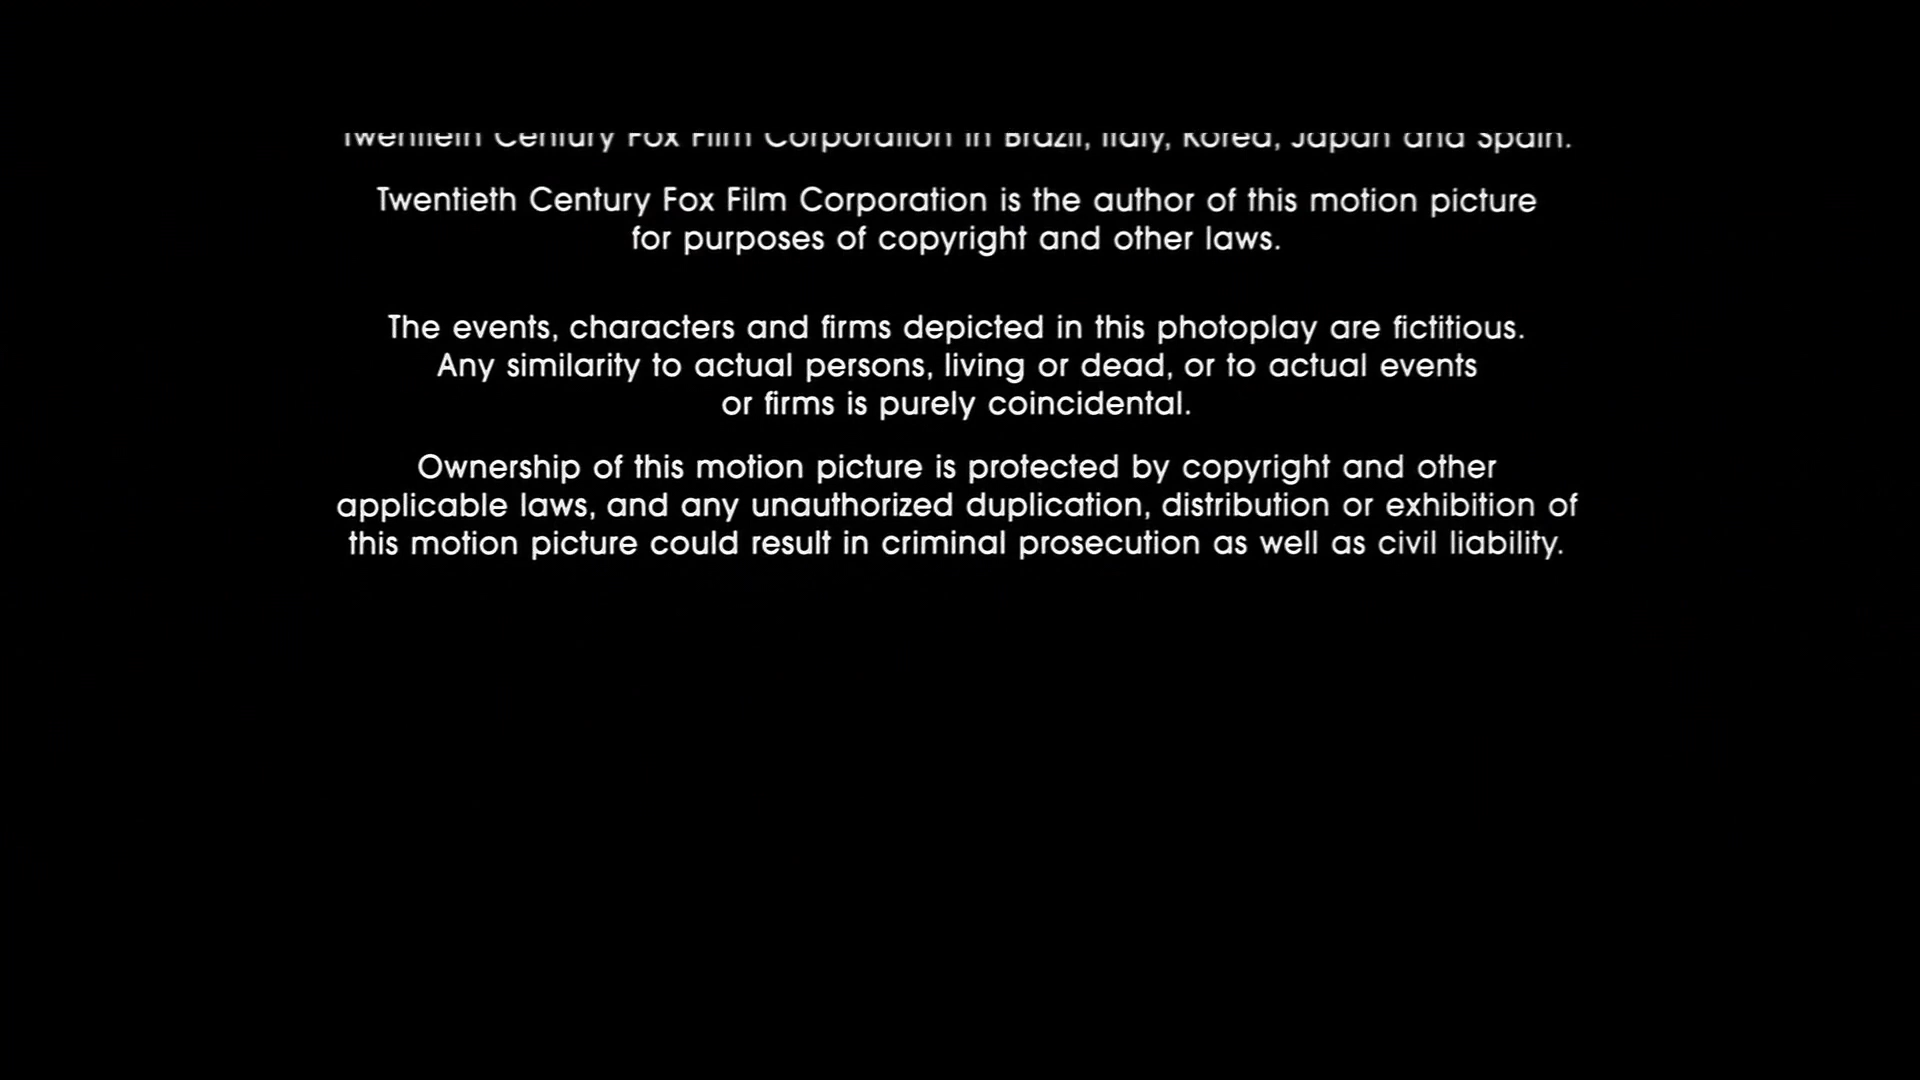 Twentieth Century Fox Film Corporation in Brazil, Italy, Korea, Japan and Spain.
Twentieth Century Fox Film Corporation is the author of this motion picture
for purposes of copyright and other laws.
The events, characters and firms depicted in this photoplay are fictitious.
Any similarity to actual persons, living or dead, or to actual events
or firms is purely coincidental.
Ownership of this motion picture is protected by copyright and other
applicable laws, and any unauthorized duplication, distribution or exhibition of
this motion picture could result in criminal prosecution as well as civil liability.